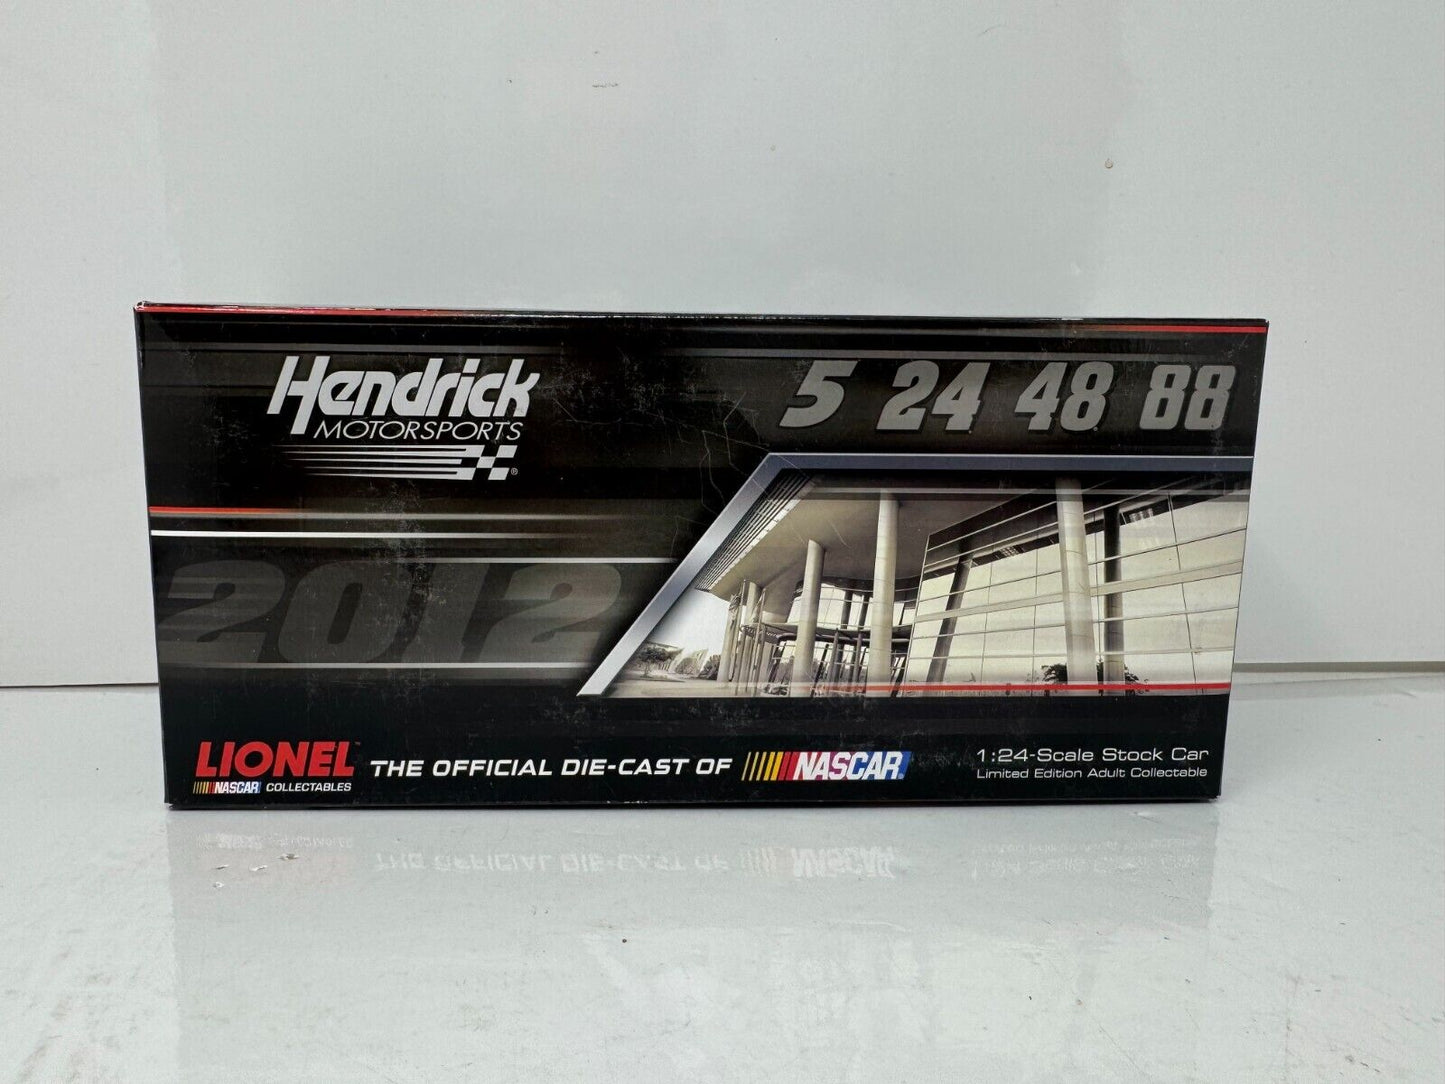 Hendrick
MOTORSPORTS
®
5 24 48 88
2012
LIONEL™
NASCAR COLLECTABLES
THE OFFICIAL DIE-CAST OF NASCAR®
1:24-Scale Stock Car
Limited Edition Adult Collectable